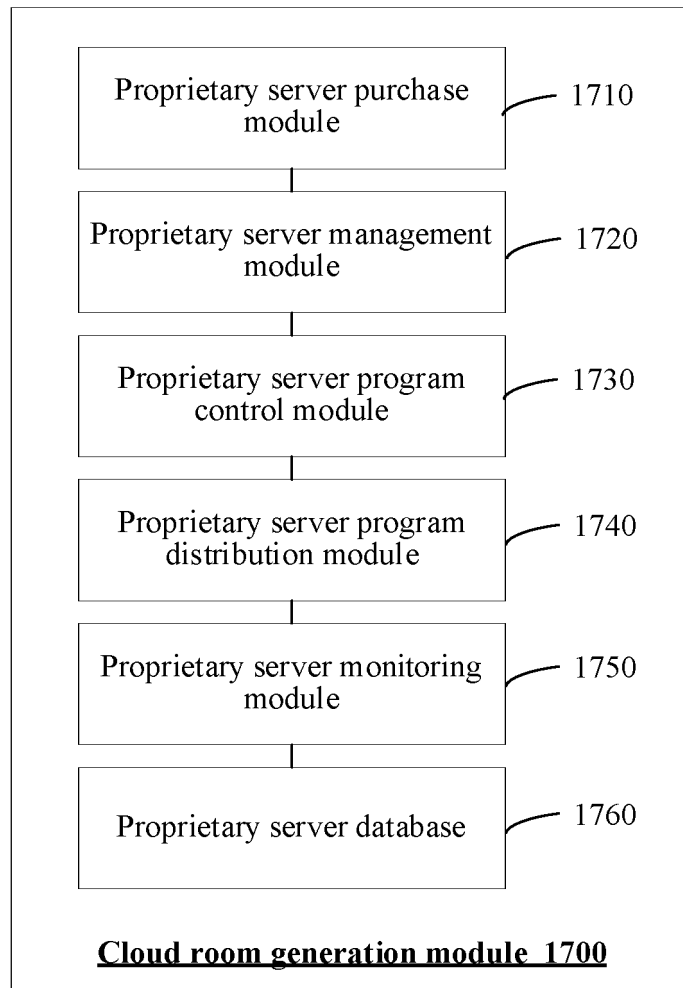 Proprietary server purchase
module
1710
Proprietary server management
module
1720
Proprietary server program
control module
1730
Proprietary server program
distribution module
1740
Proprietary server monitoring
module
1750
Proprietary server database
1760
Cloud room generation module 1700